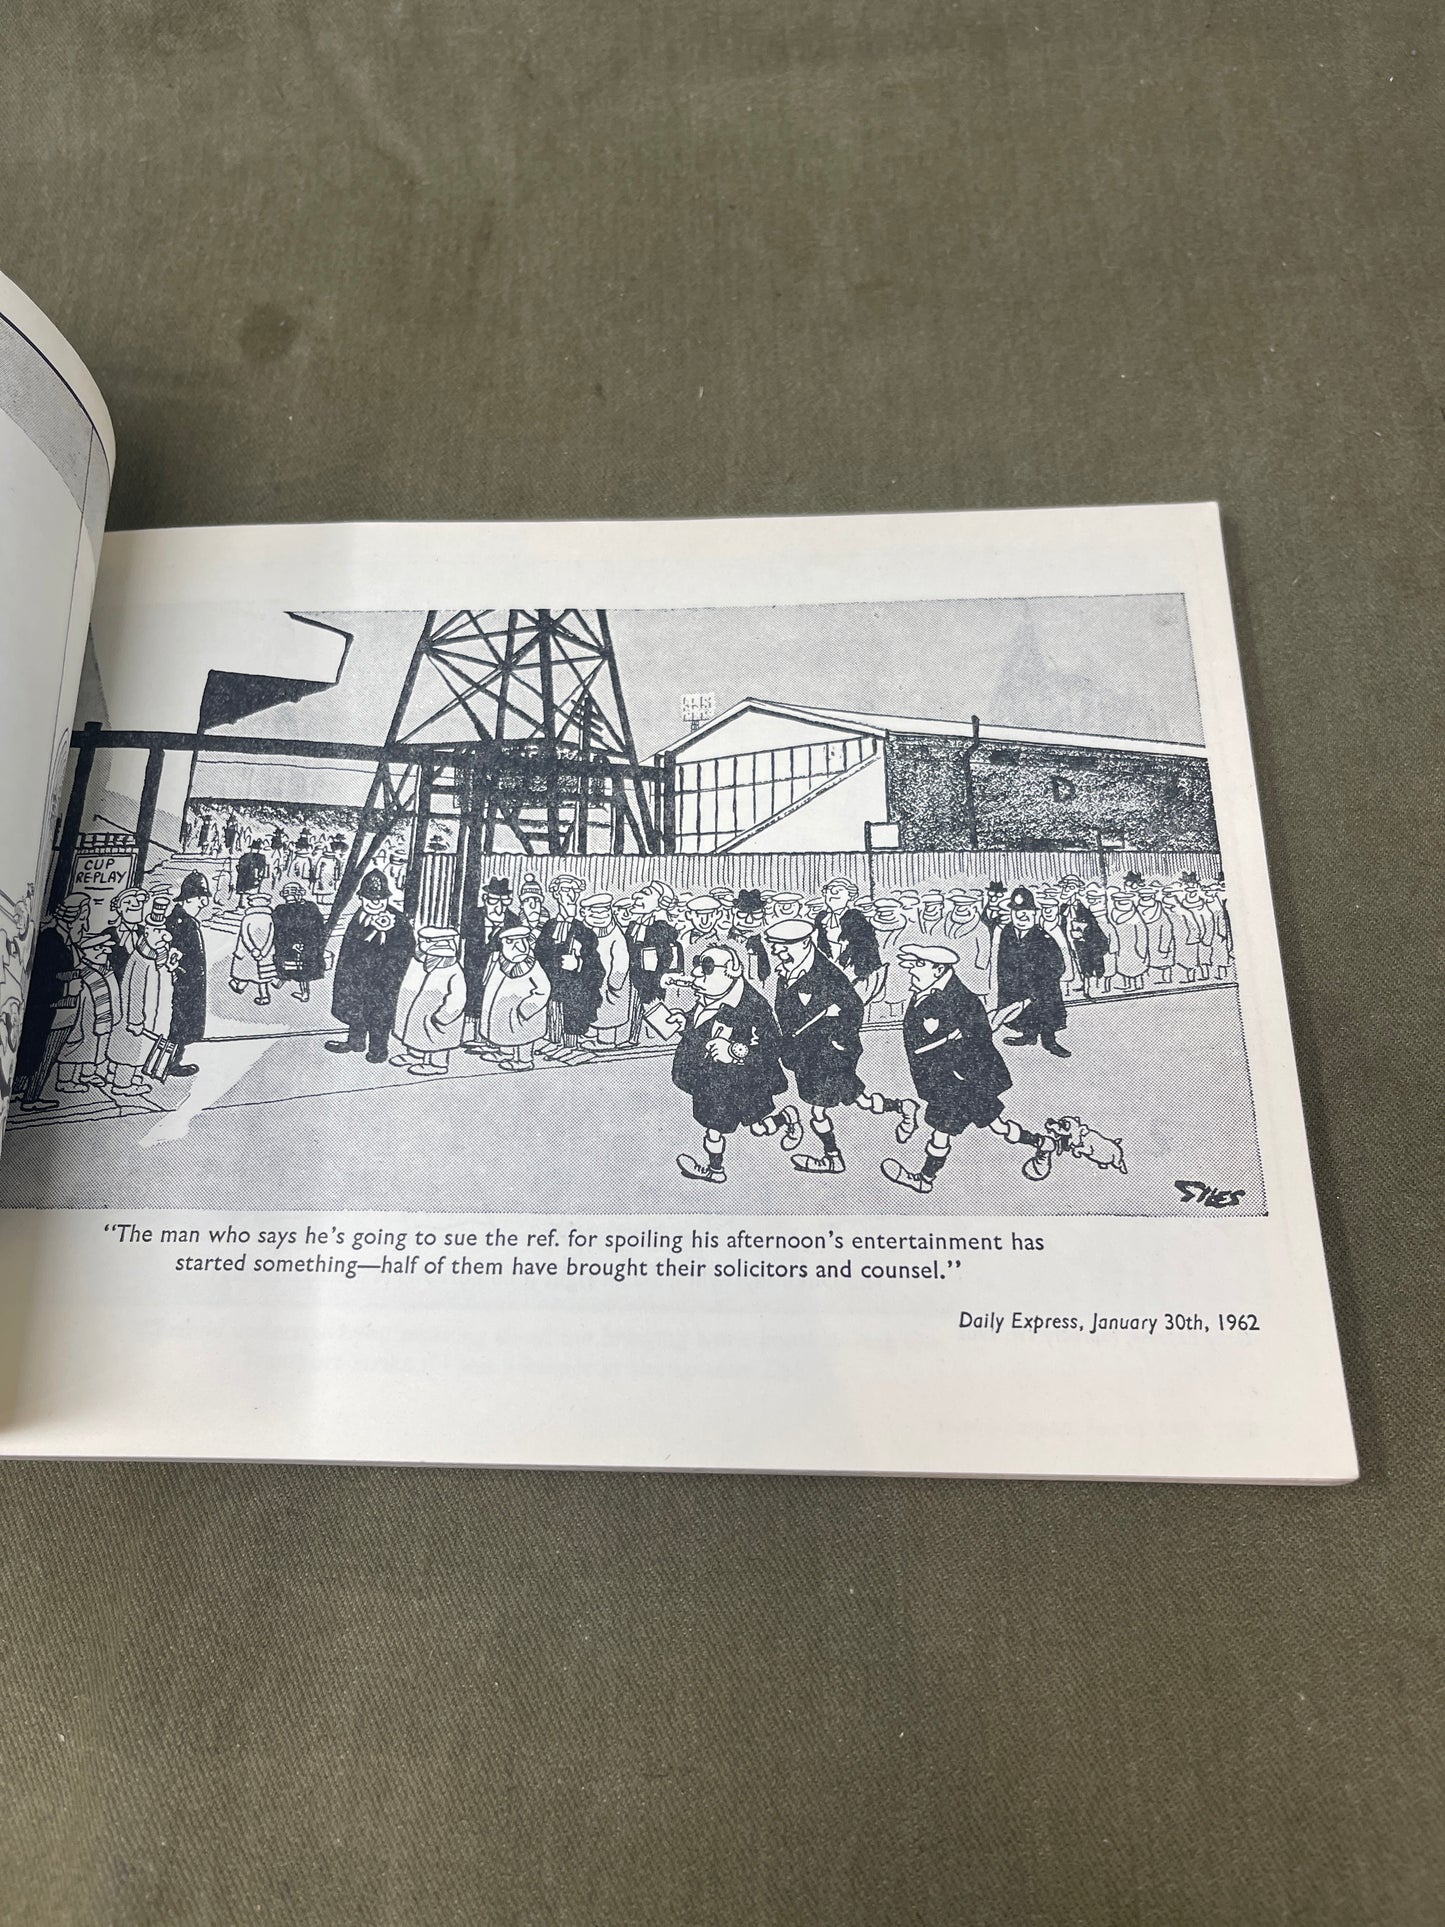 CUP
REPLAY
D
GILES
“The man who says he’s going to sue the ref. for spoiling his afternoon’s entertainment has
started something—half of them have brought their solicitors and counsel.”
Daily Express, January 30th, 1962